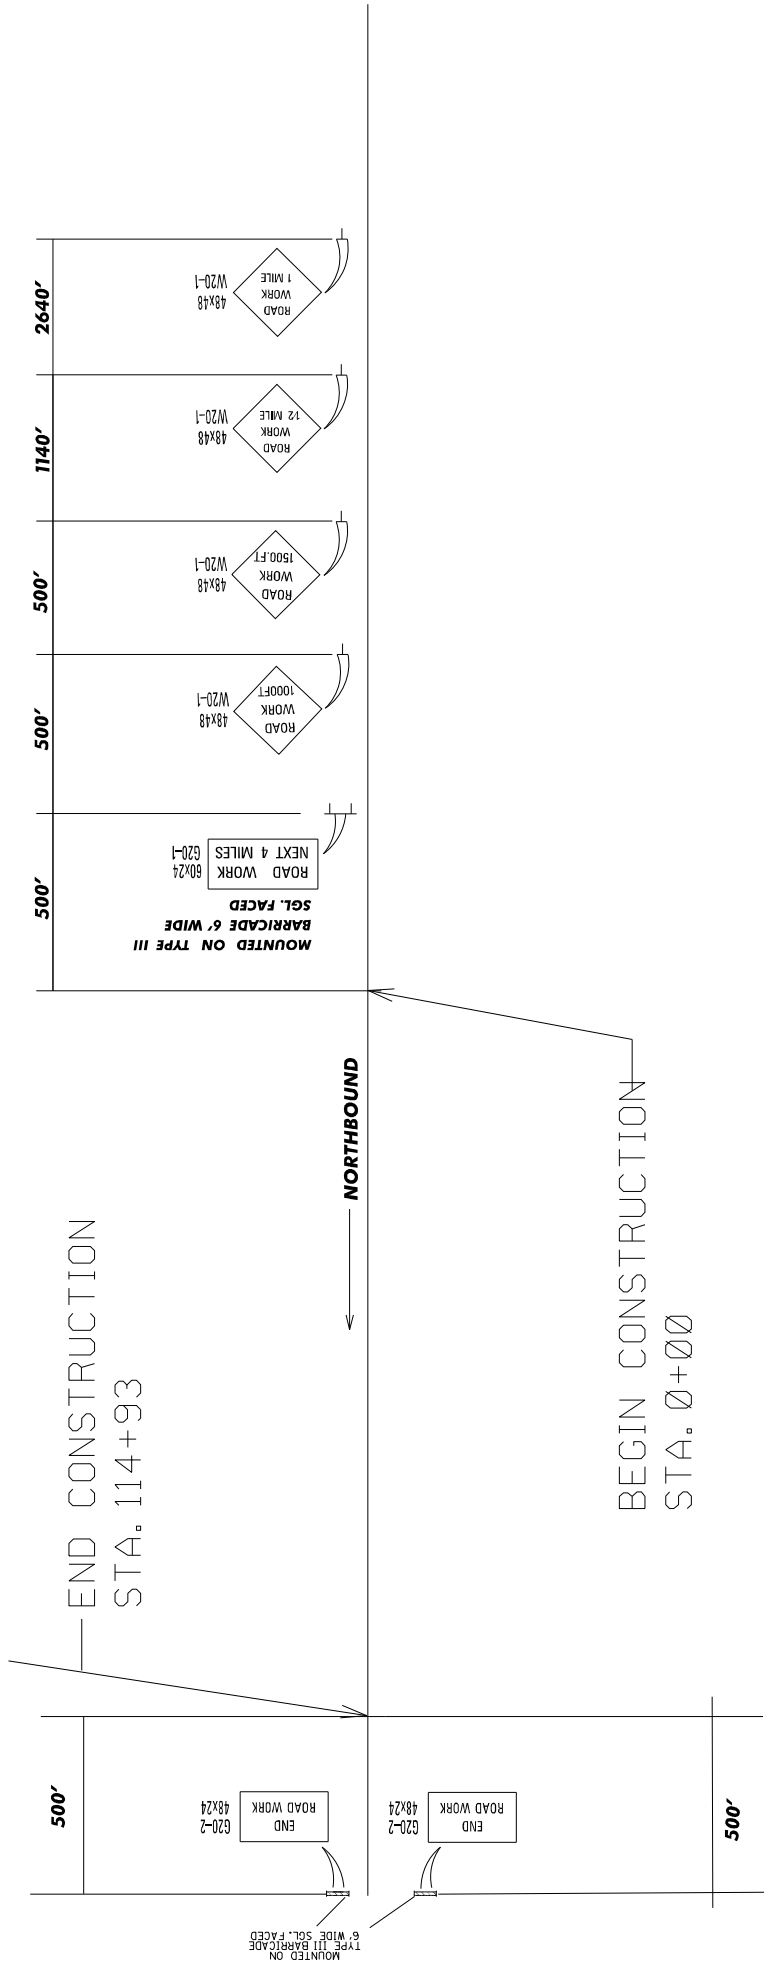 2640'
1140'
500'
500'
500'
ROAD
WORK
1 MILE
48x48
W20-1
ROAD
WORK
1/2 MILE
48x48
W20-1
ROAD
WORK
1500.FT
48x48
W20-1
ROAD
WORK
1000FT
48x48
W20-1
ROAD WORK
NEXT 4 MILES
60x24
G20-1
MOUNTED ON TYPE III
BARRICADE 6' WIDE
SGL. FACED
NORTHBOUND
END CONSTRUCTION
STA. 114+93
BEGIN CONSTRUCTION
STA. 0+00
500'
END
ROAD WORK
G20-2
48x24
END
ROAD WORK
G20-2
48x24
500'
MOUNTED ON
TYPE III BARRICADE
6' WIDE SGL. FACED